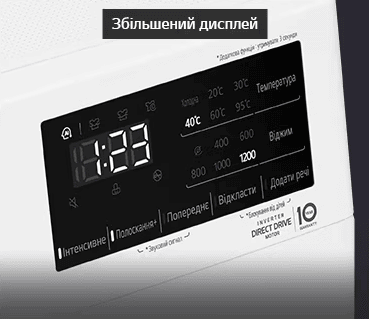 Збільшений дисплей
*Додаткова функція : утримувати 3 секунди
1:23
Холодна 20℃ 30℃
40℃ 60℃ 95℃
Температура
400 600
800 1000 1200
Віджим
Інтенсивне
Полоскання+
Попереднє
Відкласти
Додати речі
*Звуковий сигнал
*Блокування від дітей
INVERTER
DIRECT DRIVE
MOTOR
10
WARRANTY